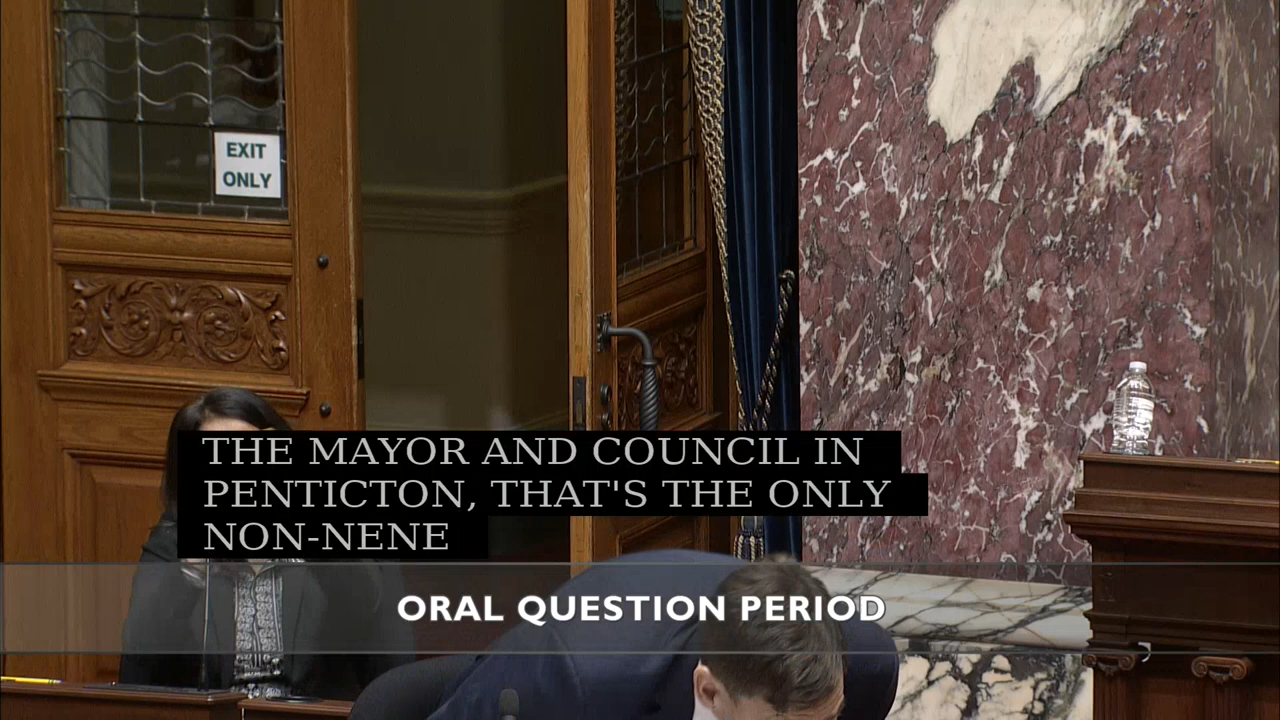 EXIT
ONLY
THE MAYOR AND COUNCIL IN
PENTICTON, THAT'S THE ONLY
NON-NENE
ORAL QUESTION PERIOD